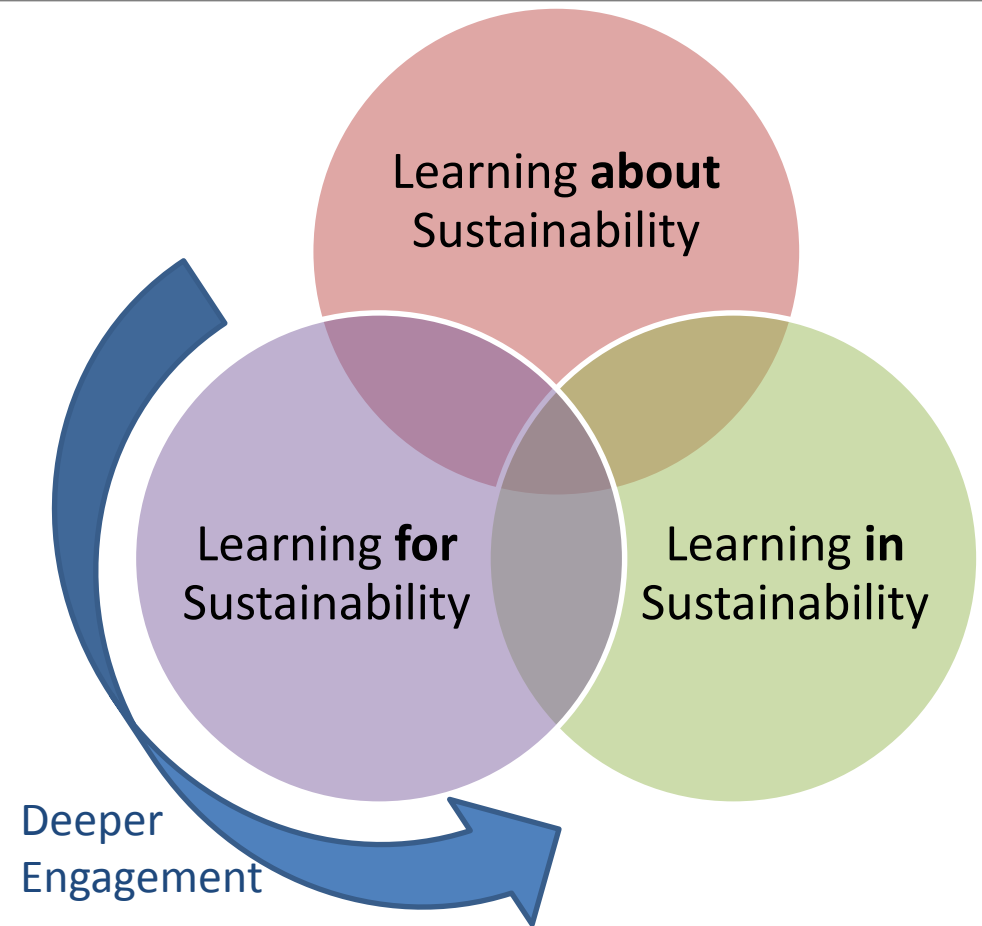 Learning about
Sustainability
Learning for
Sustainability
Learning in
Sustainability
Deeper
Engagement